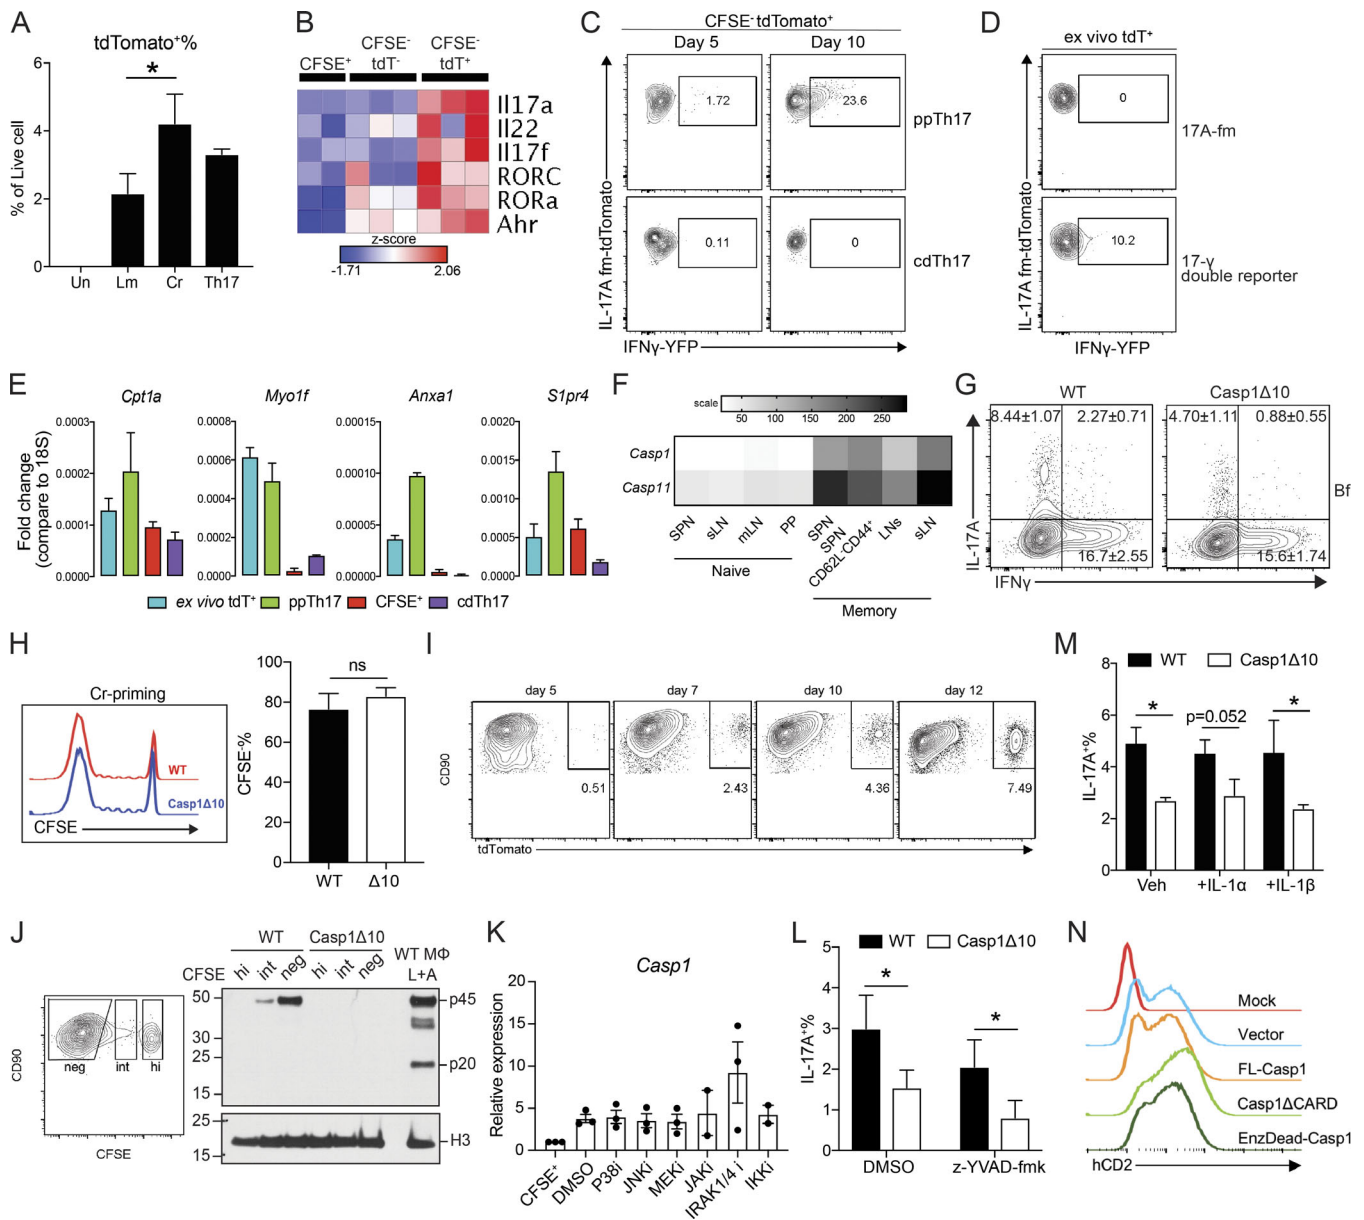 A
tdTomato⁺%
6
4
2
0
% of Live cell
*
Un Lm Cr Th17
B
CFSE⁺
CFSE⁻
tdT⁻
CFSE⁻
tdT⁺
Il17a
Il22
Il17f
RORC
RORa
Ahr
z-score
-1.71 2.06
C
CFSE⁻ tdTomato⁺
Day 5 Day 10
1.72 23.6 ppTh17
0.11 0 cdTh17
IL-17A fm-tdTomato
IFNγ-YFP
D
ex vivo tdT⁺
0
17A-fm
10.2
17-γ
double reporter
IL-17A fm-tdTomato
IFNγ-YFP
E
Cpt1a Myo1f Anxa1 S1pr4
Fold change
(compare to 18S)
0.0003
0.0002
0.0001
0.0000
0.0008
0.0006
0.0004
0.0002
0.0000
0.00010
0.00005
0.00000
0.0020
0.0015
0.0010
0.0005
0.0000
ex vivo tdT⁺ ppTh17 CFSE⁺ cdTh17
F
scale
50 100 150 200 250
Casp1
Casp11
SPN sLN mLN PP SPN SPN CD62L⁻CD44⁺ LNs sLN
Naive Memory
G
WT Casp1Δ10
8.44±1.07 2.27±0.71 4.70±1.11 0.88±0.55
16.7±2.55 15.6±1.74
Bf
IL-17A
IFNγ
H
Cr-priming
WT
Casp1Δ10
CFSE
CFSE⁻%
100
80
60
40
20
0
ns
WT Δ10
I
day 5 day 7 day 10 day 12
0.51 2.43 4.36 7.49
CD90
tdTomato
M
WT Casp1Δ10
IL-17A⁺%
8
6
4
2
0
* p=0.052 *
Veh +IL-1α +IL-1β
J
WT Casp1Δ10 WT MΦ
CFSE hi int neg hi int neg L+A
CD90
neg int hi
CFSE
50
30
25
15
25
15
p45
p20
H3
K
Casp1
Relative expression
20
15
10
5
0
CFSE⁺ DMSO P38i JNKi MEKi JAKi IRAK1/4 i IKKi
L
WT Casp1Δ10
IL-17A⁺%
5
4
3
2
1
0
* *
DMSO z-YVAD-fmk
N
Mock
Vector
FL-Casp1
Casp1ΔCARD
EnzDead-Casp1
hCD2